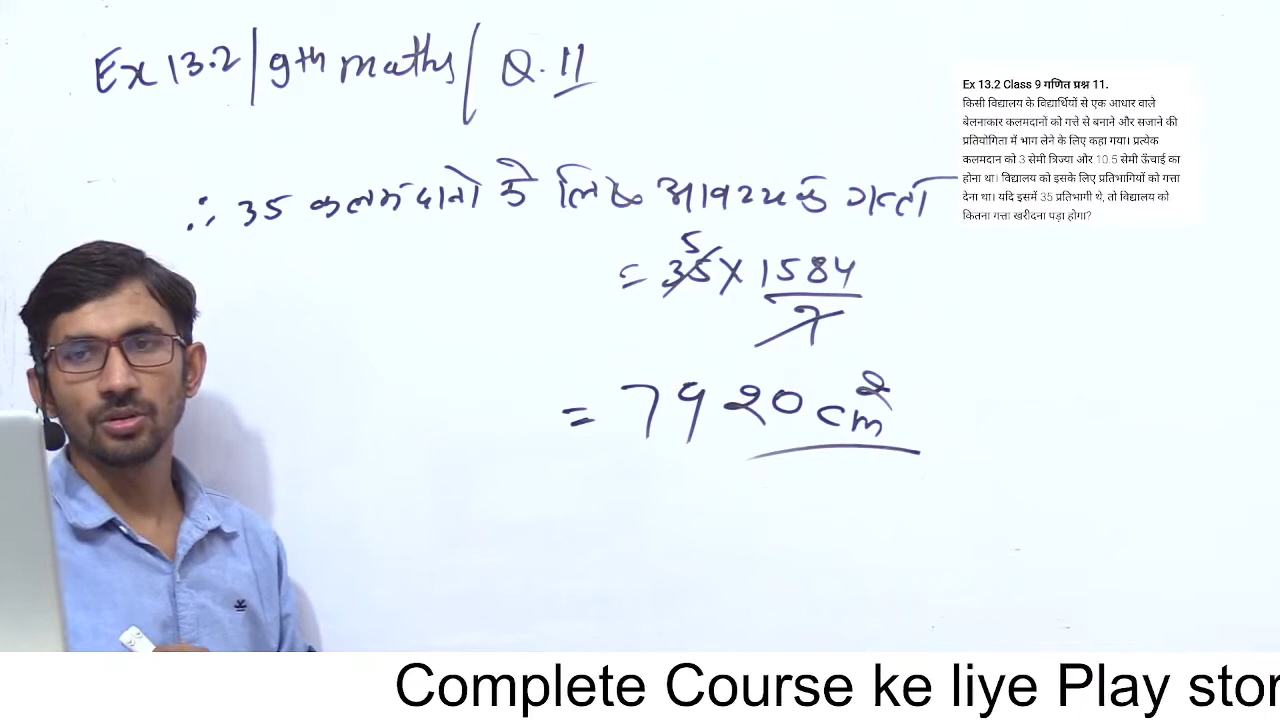 Ex 13.2 | 9th maths | Q. 11
Ex 13.2 Class 9 गणित प्रश्न 11.
किसी विद्यालय के विद्यार्थियों से एक आधार वाले
बेलनाकार कलमदानों को गत्ते से बनाने और सजाने की
प्रतियोगिता में भाग लेने के लिए कहा गया। प्रत्येक
कलमदान को 3 सेमी त्रिज्या और 10.5 सेमी ऊँचाई का
होना था। विद्यालय को इसके लिए प्रतिभागियों को गत्ता
देना था। यदि इसमें 35 प्रतिभागी थे, तो विद्यालय को
कितना गत्ता खरीदना पड़ा होगा?
∴ 35 कलमदानो के लिए आवश्यक गत्ता
5
= 35 × 1584
7
= 7920 cm²
Complete Course ke liye Play stor